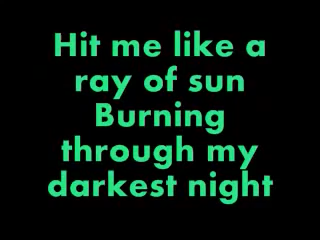 Hit me like a
ray of sun
Burning
through my
darkest night